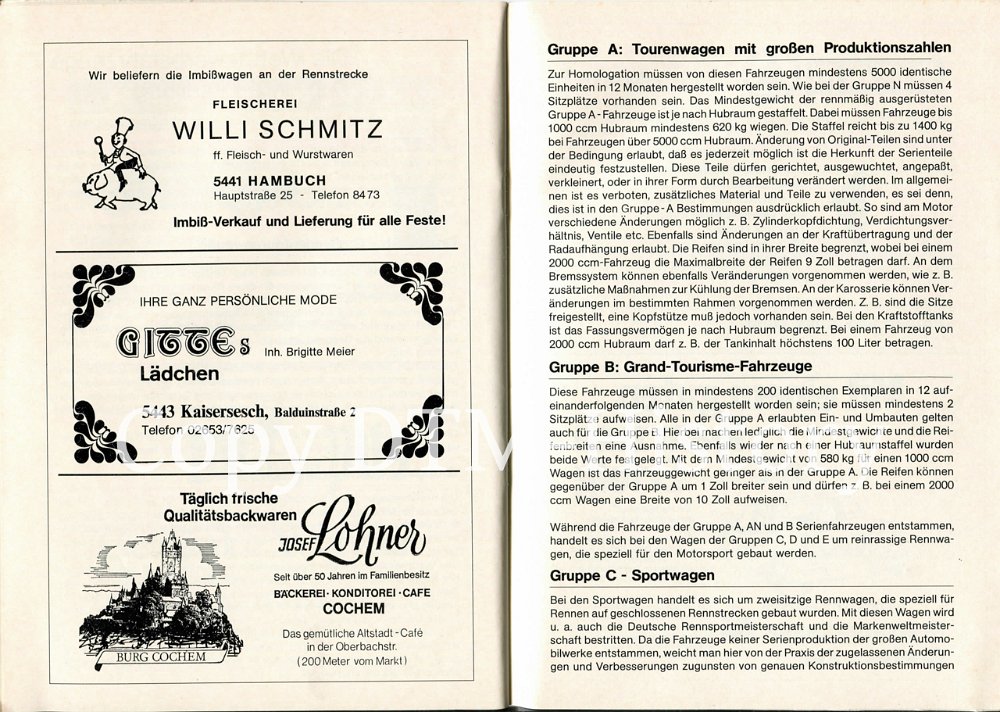 Wir beliefern die Imbißwagen an der Rennstrecke
FLEISCHEREI
WILLI SCHMITZ
ff. Fleisch- und Wurstwaren
5441 HAMBUCH
Hauptstraße 25 - Telefon 8473
Imbiß-Verkauf und Lieferung für alle Feste!
IHRE GANZ PERSÖNLICHE MODE
GITTEs Inh. Brigitte Meier
Lädchen
5443 Kaisersesch, Balduinstraße 2
Telefon 02653/7625
Täglich frische
Qualitätsbackwaren
JOSEF Lohner
Seit über 50 Jahren im Familienbesitz
BÄCKEREI · KONDITOREI · CAFE
COCHEM
Das gemütliche Altstadt - Café
in der Oberbachstr.
(200 Meter vom Markt)
BURG COCHEM
Gruppe A: Tourenwagen mit großen Produktionszahlen
Zur Homologation müssen von diesen Fahrzeugen mindestens 5000 identische
Einheiten in 12 Monaten hergestellt worden sein. Wie bei der Gruppe N müssen 4
Sitzplätze vorhanden sein. Das Mindestgewicht der rennmäßig ausgerüsteten
Gruppe A - Fahrzeuge ist je nach Hubraum gestaffelt. Dabei müssen Fahrzeuge bis
1000 ccm Hubraum mindestens 620 kg wiegen. Die Staffel reicht bis zu 1400 kg
bei Fahrzeugen über 5000 ccm Hubraum. Änderung von Original-Teilen sind unter
der Bedingung erlaubt, daß es jederzeit möglich ist die Herkunft der Serienteile
eindeutig festzustellen. Diese Teile dürfen gerichtet, ausgewuchtet, angepaßt,
verkleinert, oder in ihrer Form durch Bearbeitung verändert werden. Im allgemei-
nen ist es verboten, zusätzliches Material und Teile zu verwenden, es sei denn,
dies ist in den Gruppe - A Bestimmungen ausdrücklich erlaubt. So sind am Motor
verschiedene Änderungen möglich z. B. Zylinderkopfdichtung, Verdichtungsver-
hältnis, Ventile etc. Ebenfalls sind Änderungen an der Kraftübertragung und der
Radaufhängung erlaubt. Die Reifen sind in ihrer Breite begrenzt, wobei bei einem
2000 ccm-Fahrzeug die Maximalbreite der Reifen 9 Zoll betragen darf. An dem
Bremssystem können ebenfalls Veränderungen vorgenommen werden, wie z. B.
zusätzliche Maßnahmen zur Kühlung der Bremsen. An der Karosserie können Ver-
änderungen im bestimmten Rahmen vorgenommen werden. Z. B. sind die Sitze
freigestellt, eine Kopfstütze muß jedoch vorhanden sein. Bei den Kraftstofftanks
ist das Fassungsvermögen je nach Hubraum begrenzt. Bei einem Fahrzeug von
2000 ccm Hubraum darf z. B. der Tankinhalt höchstens 100 Liter betragen.
Gruppe B: Grand-Tourisme-Fahrzeuge
Diese Fahrzeuge müssen in mindestens 200 identischen Exemplaren in 12 auf-
einanderfolgenden Monaten hergestellt worden sein; sie müssen mindestens 2
Sitzplätze aufweisen. Alle in der Gruppe A erlaubten Ein- und Umbauten gelten
auch für die Gruppe B. Hierbei machen lediglich die Mindestgewichte und die Rei-
fenbreiten eine Ausnahme. Ebenfalls wieder nach einer Hubraumstaffel wurden
beide Werte festgelegt. Mit dem Mindestgewicht von 580 kg für einen 1000 ccm
Wagen ist das Fahrzeuggewicht geringer als in der Gruppe A. Die Reifen können
gegenüber der Gruppe A um 1 Zoll breiter sein und dürfen z. B. bei einem 2000
ccm Wagen eine Breite von 10 Zoll aufweisen.
Während die Fahrzeuge der Gruppe A, AN und B Serienfahrzeugen entstammen,
handelt es sich bei den Wagen der Gruppen C, D und E um reinrassige Rennwa-
gen, die speziell für den Motorsport gebaut werden.
Gruppe C - Sportwagen
Bei den Sportwagen handelt es sich um zweisitzige Rennwagen, die speziell für
Rennen auf geschlossenen Rennstrecken gebaut wurden. Mit diesen Wagen wird
u. a. auch die Deutsche Rennsportmeisterschaft und die Markenweltmeister-
schaft bestritten. Da die Fahrzeuge keiner Serienproduktion der großen Automo-
bilwerke entstammen, weicht man hier von der Praxis der zugelassenen Änderun-
gen und Verbesserungen zugunsten von genauen Konstruktionsbestimmungen
Copy DTM